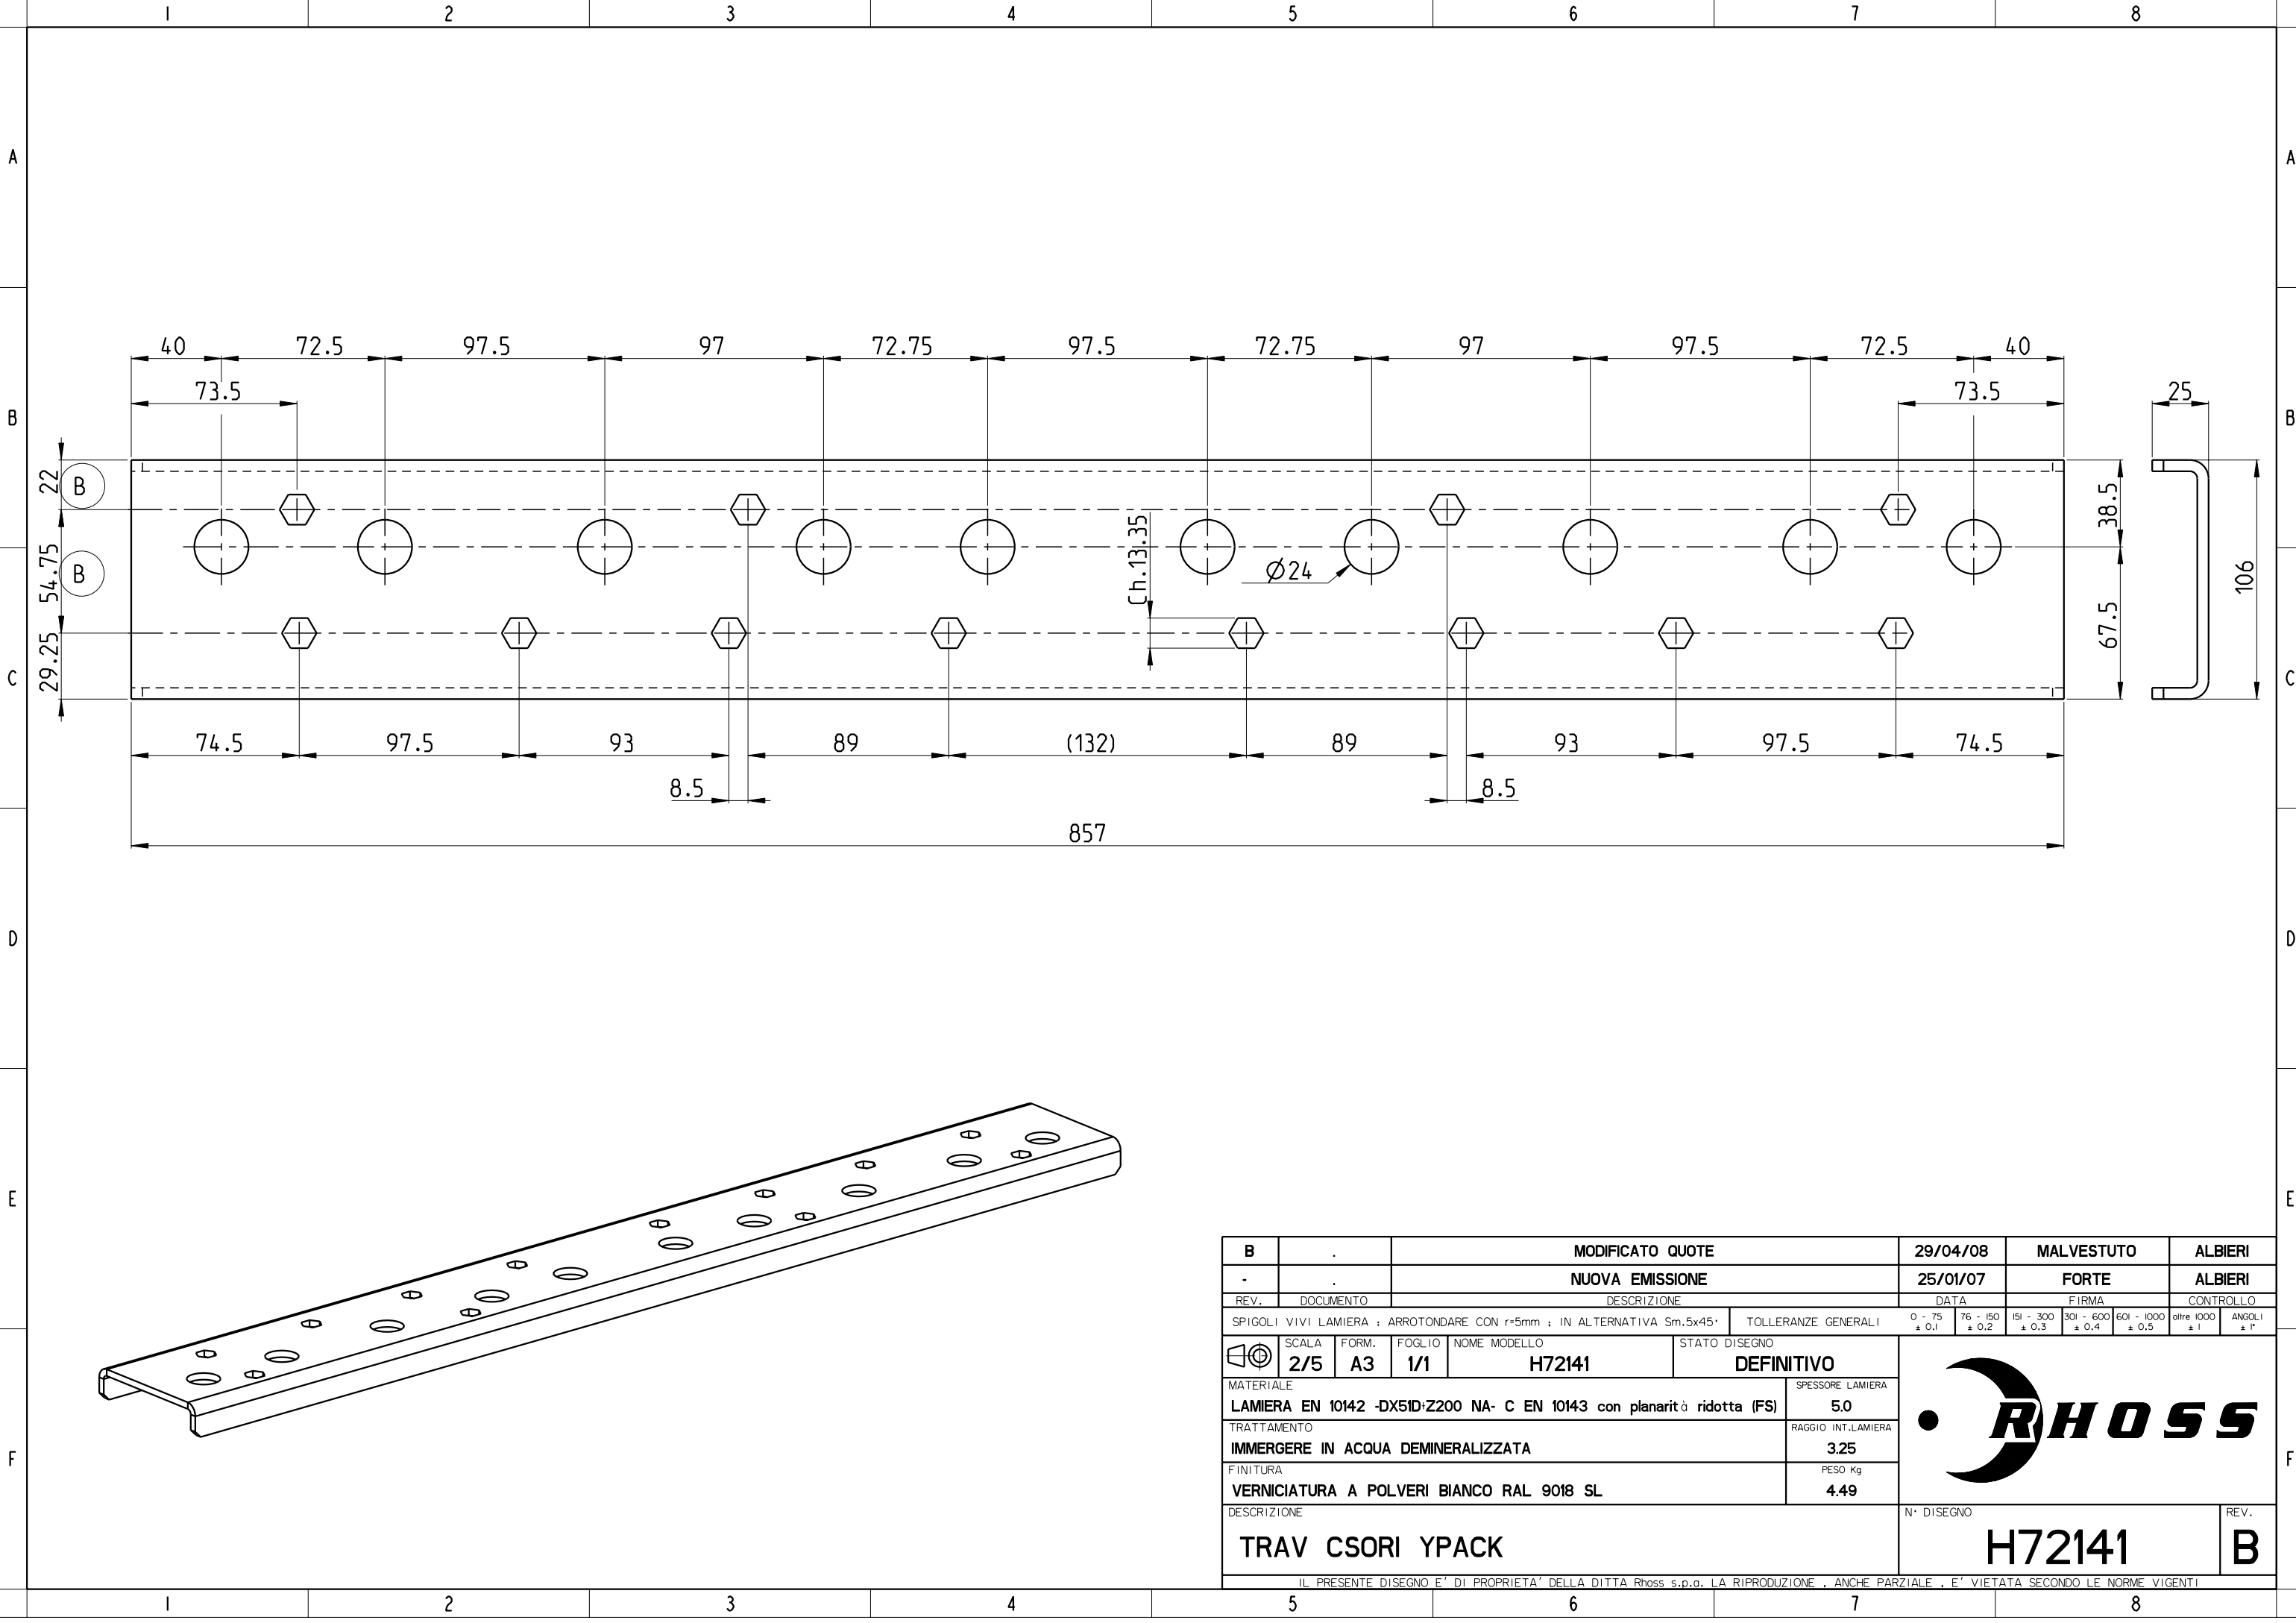 1 2 3 4 5 6 7 8
A A
B B
C C
D D
E E
F F
40 72.5 97.5 97 72.75 97.5 72.75 97 97.5 72.5 40
73.5 73.5 25
22 B
54.75 B
29.25
Ch.13.35
Ø24
38.5
67.5
106
74.5 97.5 93 89 (132) 89 93 97.5 74.5
8.5 8.5
857
B . MODIFICATO QUOTE 29/04/08 MALVESTUTO ALBIERI
- . NUOVA EMISSIONE 25/01/07 FORTE ALBIERI
REV. DOCUMENTO DESCRIZIONE DATA FIRMA CONTROLLO
SPIGOLI VIVI LAMIERA : ARROTONDARE CON r=5mm ; IN ALTERNATIVA Sm.5x45° TOLLERANZE GENERALI
0 - 75 76 - 150 151 - 300 301 - 600 601 - 1000 oltre 1000 ANGOLI
± 0.1 ± 0.2 ± 0.3 ± 0.4 ± 0.5 ± 1 ± 1°
SCALA FORM. FOGLIO NOME MODELLO STATO DISEGNO
2/5 A3 1/1 H72141 DEFINITIVO
MATERIALE SPESSORE LAMIERA
LAMIERA EN 10142 -DX51D+Z200 NA- C EN 10143 con planarità ridotta (FS) 5.0
TRATTAMENTO RAGGIO INT.LAMIERA
IMMERGERE IN ACQUA DEMINERALIZZATA 3.25
FINITURA PESO Kg
VERNICIATURA A POLVERI BIANCO RAL 9018 SL 4.49
RHOSS
DESCRIZIONE N° DISEGNO REV.
TRAV CSORI YPACK H72141 B
IL PRESENTE DISEGNO E' DI PROPRIETA' DELLA DITTA Rhoss s.p.a. LA RIPRODUZIONE , ANCHE PARZIALE , E' VIETATA SECONDO LE NORME VIGENTI
1 2 3 4 5 6 7 8